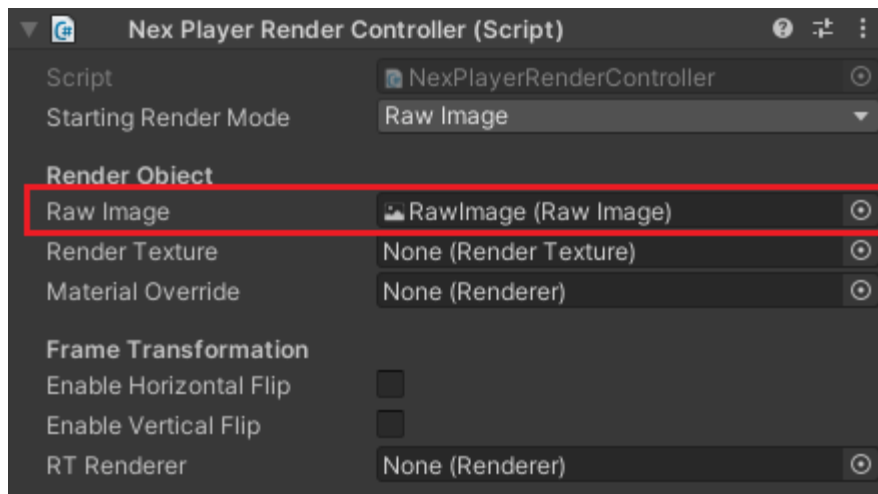 Nex Player Render Controller (Script)
Script NexPlayerRenderController
Starting Render Mode Raw Image
Render Object
Raw Image RawImage (Raw Image)
Render Texture None (Render Texture)
Material Override None (Renderer)
Frame Transformation
Enable Horizontal Flip
Enable Vertical Flip
RT Renderer None (Renderer)